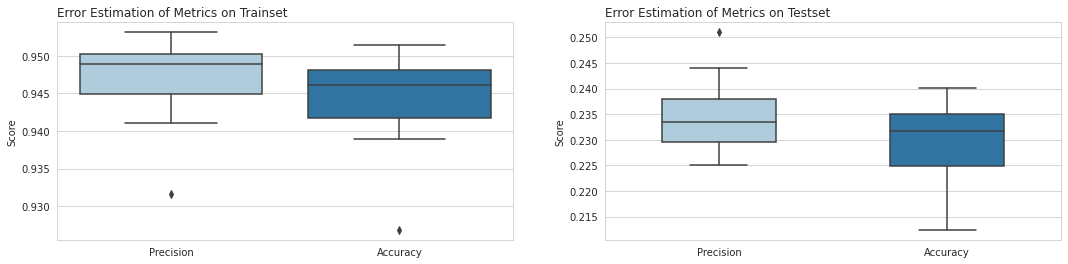 Error Estimation of Metrics on Trainset
Score
0.950
0.945
0.940
0.935
0.930
Precision
Accuracy
Error Estimation of Metrics on Testset
Score
0.250
0.245
0.240
0.235
0.230
0.225
0.220
0.215
Precision
Accuracy